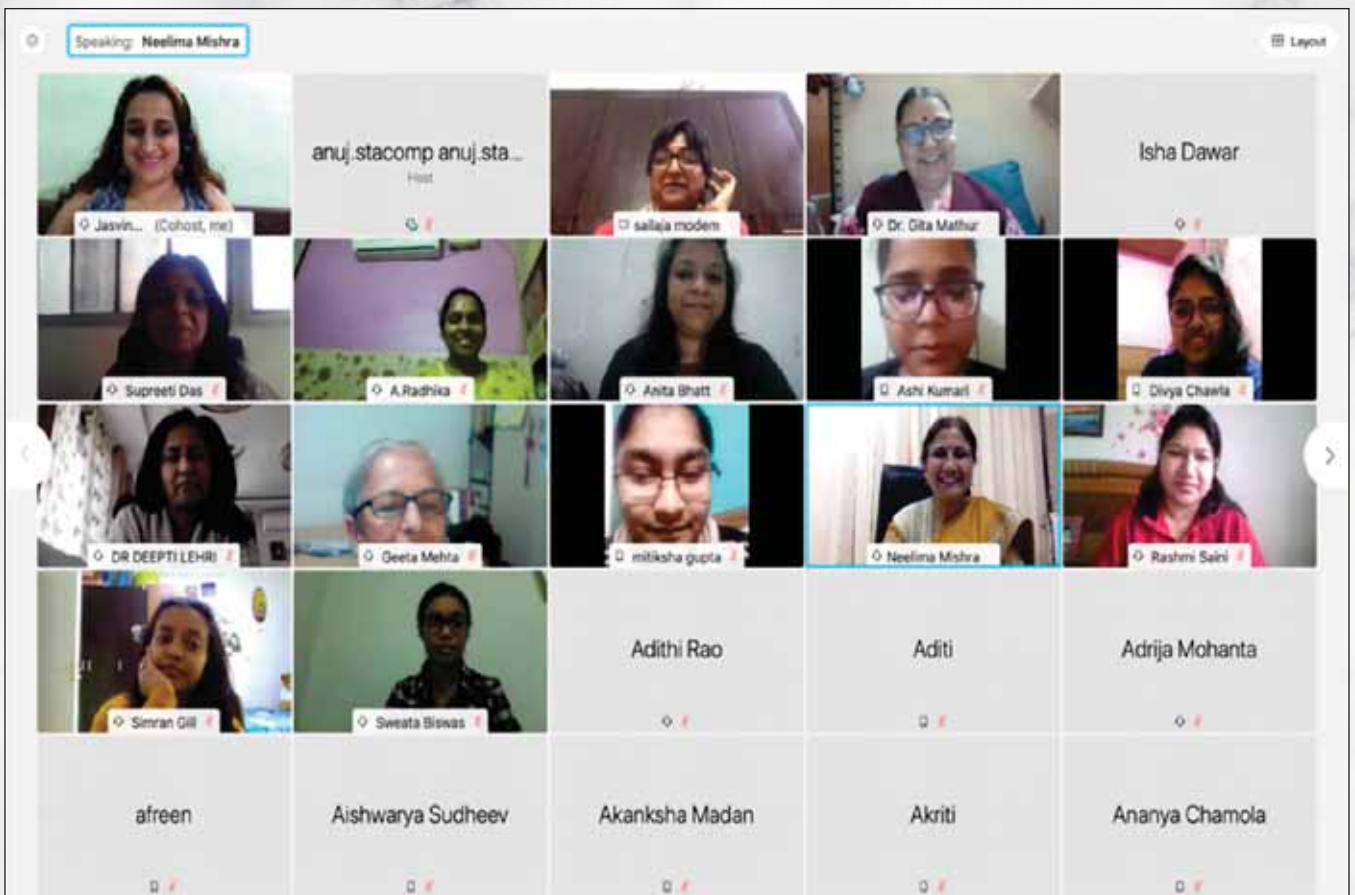 Speaking: Neelima Mishra
Layout
Jasvin... (Cohost, me)
anuj.stacomp anuj.sta...
Host
sailaja modem
Dr. Gita Mathur
Isha Dawar
Supreeti Das
A.Radhika
Anita Bhatt
Ashi Kumari
Divya Chawla
DR DEEPTI LEHRI
Geeta Mehta
mitiksha gupta
Neelima Mishra
Rashmi Saini
Simran Gill
Sweata Biswas
Adithi Rao
Aditi
Adrija Mohanta
afreen
Aishwarya Sudheev
Akanksha Madan
Akriti
Ananya Chamola